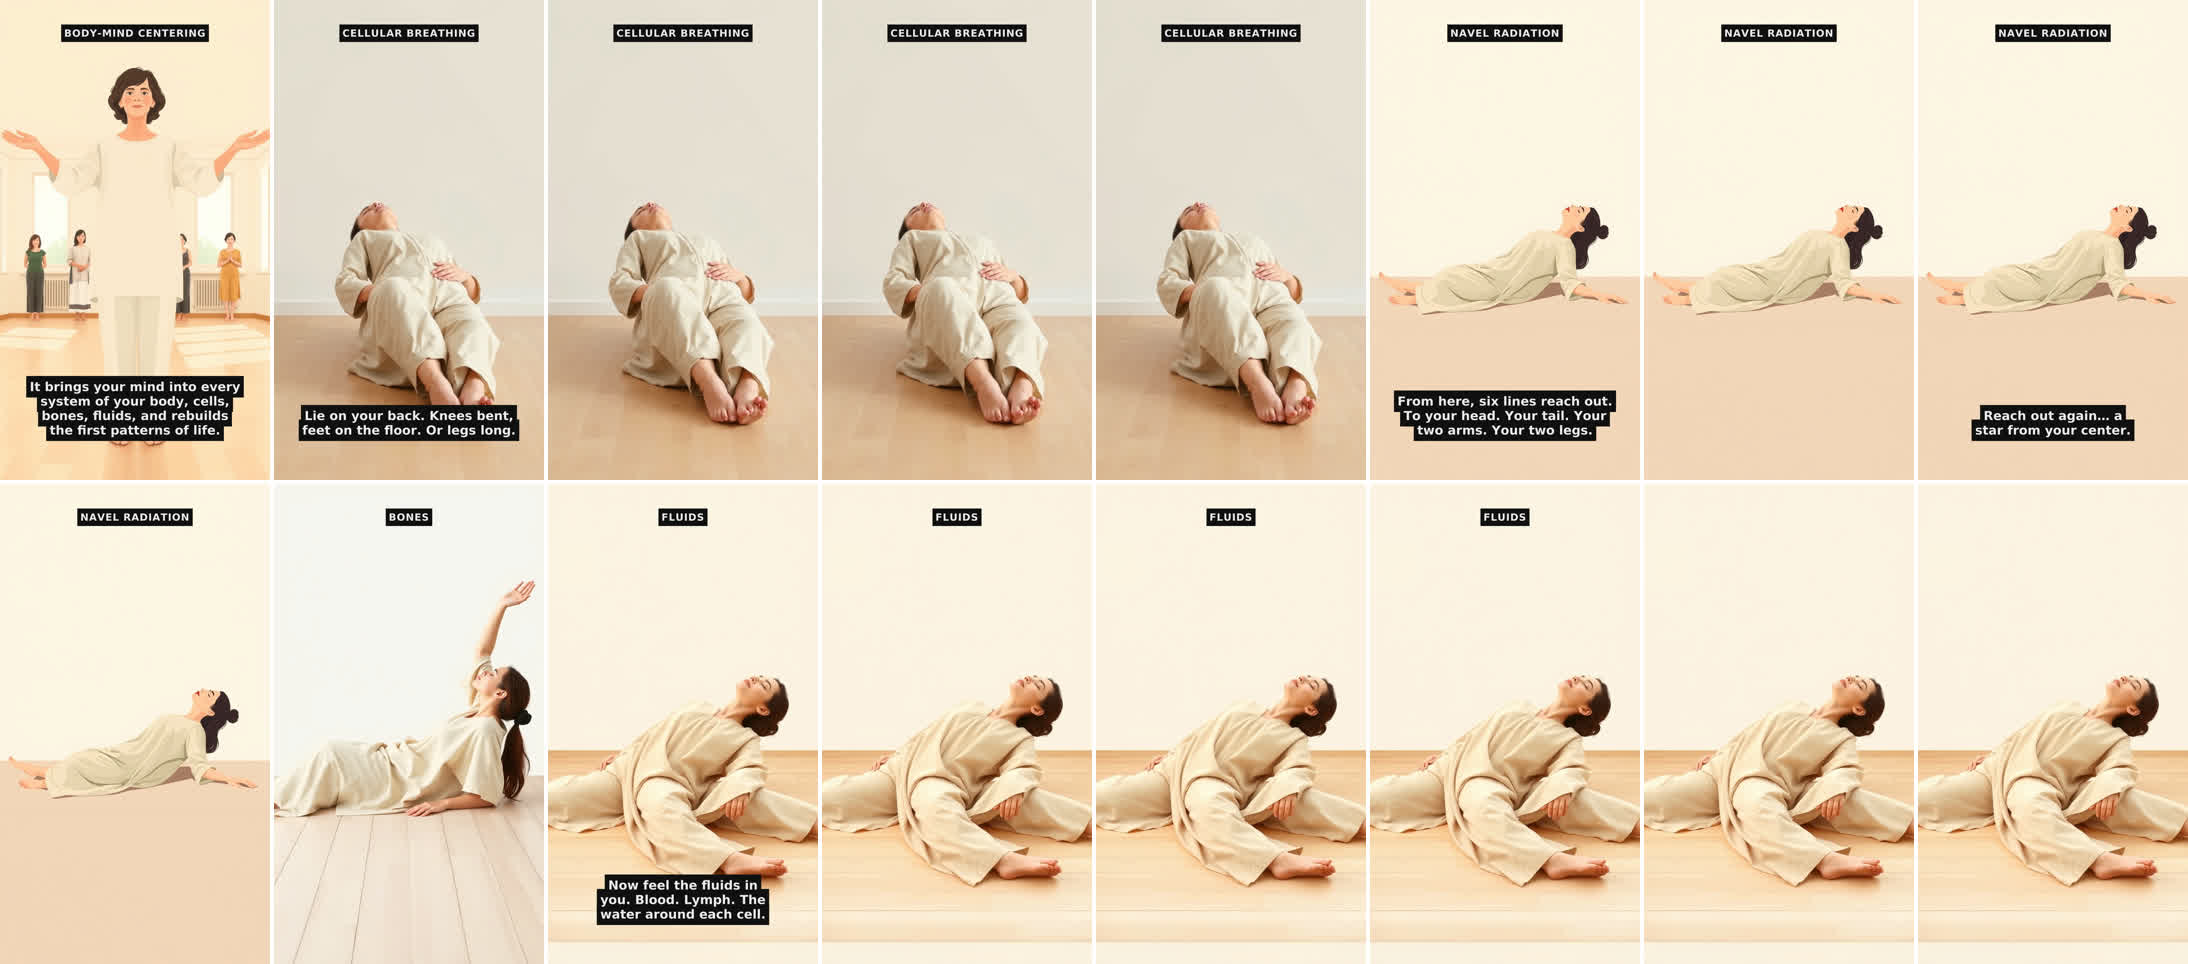 BODY-MIND CENTERING
It brings your mind into every
system of your body, cells,
bones, fluids, and rebuilds
the first patterns of life.
CELLULAR BREATHING
Lie on your back. Knees bent,
feet on the floor. Or legs long.
CELLULAR BREATHING
CELLULAR BREATHING
CELLULAR BREATHING
NAVEL RADIATION
From here, six lines reach out.
To your head. Your tail. Your
two arms. Your two legs.
NAVEL RADIATION
NAVEL RADIATION
Reach out again… a
star from your center.
NAVEL RADIATION
BONES
FLUIDS
Now feel the fluids in
you. Blood. Lymph. The
water around each cell.
FLUIDS
FLUIDS
FLUIDS